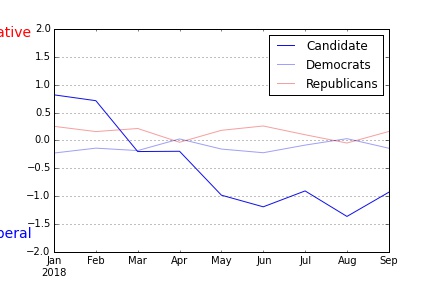 ative
2.0
1.5
1.0
0.5
0.0
−0.5
−1.0
−1.5
−2.0
eral
Candidate
Democrats
Republicans
Jan Feb Mar Apr May Jun Jul Aug Sep
2018